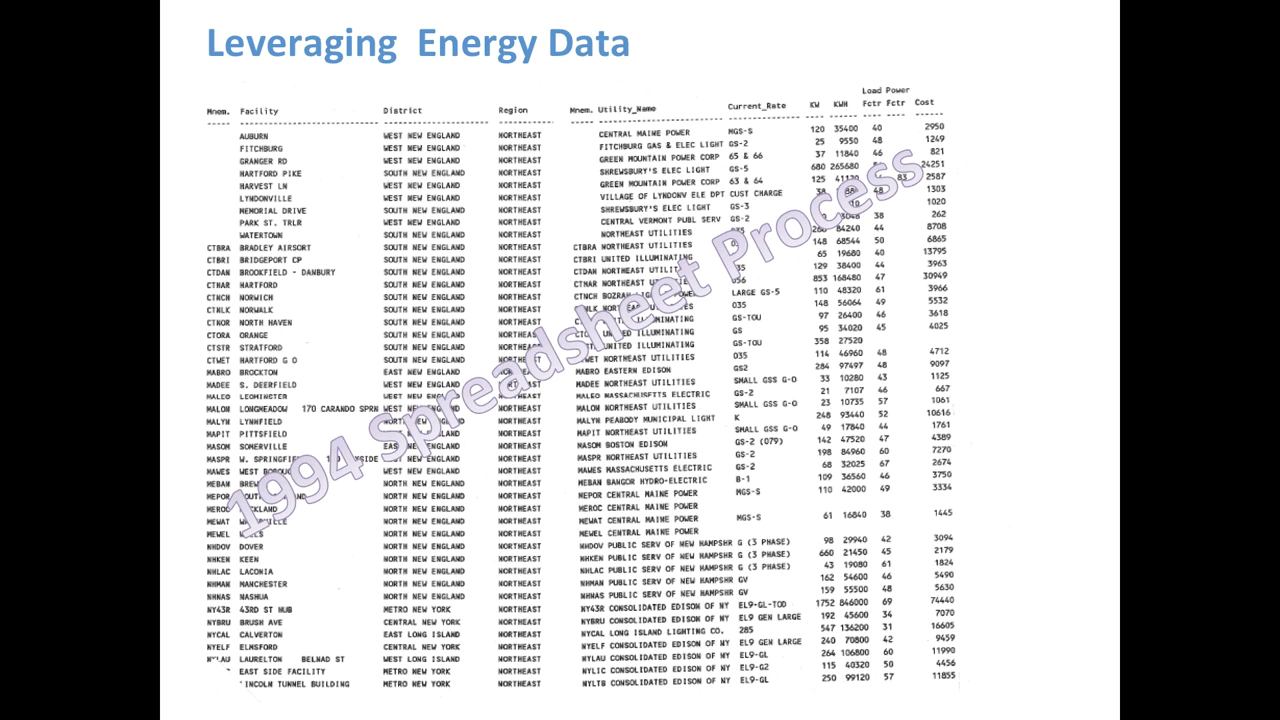 Leveraging Energy Data
Load Power
Mnem. Facility District Region Mnem. Utility_Name Current_Rate KW KWH Fctr Fctr Cost
AUBURN WEST NEW ENGLAND NORTHEAST CENTRAL MAINE POWER MGS-S 120 35400 40 2950
FITCHBURG WEST NEW ENGLAND NORTHEAST FITCHBURG GAS & ELEC LIGHT GS-2 25 9550 48 1249
GRANGER RD WEST NEW ENGLAND NORTHEAST GREEN MOUNTAIN POWER CORP 65 & 66 37 11840 46 821
HARTFORD PIKE SOUTH NEW ENGLAND NORTHEAST SHREWSBURY'S ELEC LIGHT GS-5 680 265680 24251
HARVEST LN WEST NEW ENGLAND NORTHEAST GREEN MOUNTAIN POWER CORP 63 & 64 125 83 2587
LYNDONVILLE WEST NEW ENGLAND NORTHEAST VILLAGE OF LYNDONV ELE DPT CUST CHARGE 38 48 1303
MEMORIAL DRIVE SOUTH NEW ENGLAND NORTHEAST SHREWSBURY'S ELEC LIGHT GS-3 1020
PARK ST. TRLR WEST NEW ENGLAND NORTHEAST CENTRAL VERMONT PUBL SERV GS-2 38 262
WATERTOWN SOUTH NEW ENGLAND NORTHEAST NORTHEAST UTILITIES 84240 44 8708
CTBRA BRADLEY AIRSORT SOUTH NEW ENGLAND NORTHEAST CTBRA NORTHEAST UTILITIES 148 68544 50 6865
CTBRI BRIDGEPORT CP SOUTH NEW ENGLAND NORTHEAST CTBRI UNITED ILLUMINATING 65 19680 40 13795
CTDAN BROOKFIELD - DANBURY SOUTH NEW ENGLAND NORTHEAST CTDAN NORTHEAST 129 38400 44 3963
CTHAR HARTFORD SOUTH NEW ENGLAND NORTHEAST CTHAR NORTHEAST 056 853 168480 47 30949
CTNCH NORWICH SOUTH NEW ENGLAND NORTHEAST CTNCH BOZRAH LARGE GS-5 110 48320 61 3966
CTNLK NORWALK SOUTH NEW ENGLAND NORTHEAST 035 148 56064 49 5532
CTNOR NORTH HAVEN SOUTH NEW ENGLAND NORTHEAST GS-TOU 97 26400 46 3618
CTORA ORANGE SOUTH NEW ENGLAND NORTHEAST ILLUMINATING GS 95 34020 45 4025
CTSTR STRATFORD SOUTH NEW ENGLAND UNITED ILLUMINATING GS-TOU 358 27520
CTWET HARTFORD G O SOUTH NEW ENGLAND NORTHEAST NORTHEAST UTILITIES 035 114 46960 48 4712
MABRO BROCKTON EAST NEW ENGLAND MABRO EASTERN EDISON GS2 284 97497 48 9097
MADEE S. DEERFIELD WEST NEW ENGLAND MADEE NORTHEAST UTILITIES SMALL GSS G-O 33 10280 43 1125
MALEO LEOMINSTER WEST NEW ENGLAND NORTHEAST MALEO MASSACHUSETTS ELECTRIC GS-2 21 7107 46 667
MALON LONGMEADOW 170 CARANDO SPRN WEST NEW ENGLAND NORTHEAST MALON NORTHEAST UTILITIES SMALL GSS G-O 23 10735 57 1061
MALYN LYNNFIELD NORTHEAST MALYN PEABODY MUNICIPAL LIGHT K 248 93440 52 10616
MAPIT PITTSFIELD WEST NEW ENGLAND NORTHEAST MAPIT NORTHEAST UTILITIES SMALL GSS G-O 49 17840 44 1761
MASOM SOMERVILLE NORTHEAST MASOM BOSTON EDISON GS-2 (079) 142 47520 47 4389
MASPR W. WEST NEW ENGLAND NORTHEAST MASPR NORTHEAST UTILITIES GS-2 198 84960 60 7270
MAWES WEST WEST NEW ENGLAND NORTHEAST MAWES MASSACHUSETTS ELECTRIC GS-2 68 32025 67 2674
MEBAN NORTH NEW ENGLAND NORTHEAST MEBAN BANGOR HYDRO-ELECTRIC B-1 109 36560 46 3750
MEPOR NORTH NEW ENGLAND NORTHEAST MEPOR CENTRAL MAINE POWER MGS-S 110 42000 49 3334
MEROC NORTH NEW ENGLAND NORTHEAST MEROC CENTRAL MAINE POWER
MEWAT NORTH NEW ENGLAND NORTHEAST MEWAT CENTRAL MAINE POWER MGS-S 61 16840 38 1445
MEWEL NORTH NEW ENGLAND NORTHEAST MEWEL CENTRAL MAINE POWER
NHDOV DOVER NORTH NEW ENGLAND NORTHEAST NHDOV PUBLIC SERV OF NEW HAMPSHR G (3 PHASE) 98 29940 42 3094
NHKEN KEEN NORTH NEW ENGLAND NORTHEAST NHKEN PUBLIC SERV OF NEW HAMPSHR G (3 PHASE) 660 21450 45 2179
NHLAC LACONIA NORTH NEW ENGLAND NORTHEAST NHLAC PUBLIC SERV OF NEW HAMPSHR G (3 PHASE) 43 19080 61 1824
NHMAN MANCHESTER NORTH NEW ENGLAND NORTHEAST NHMAN PUBLIC SERV OF NEW HAMPSHR GV 162 54600 46 5490
NHNAS NASHUA NORTH NEW ENGLAND NORTHEAST NHNAS PUBLIC SERV OF NEW HAMPSHR GV 159 55500 48 5630
NY43R 43RD ST HUB METRO NEW YORK NORTHEAST NY43R CONSOLIDATED EDISON OF NY EL9-GL-TOD 1752 846000 69 74440
NYBRU BRUSH AVE CENTRAL NEW YORK NORTHEAST NYBRU CONSOLIDATED EDISON OF NY EL9 GEN LARGE 192 45600 34 7070
NYCAL CALVERTON EAST LONG ISLAND NORTHEAST NYCAL LONG ISLAND LIGHTING CO. 285 547 136200 31 16605
NYELF ELMSFORD CENTRAL NEW YORK NORTHEAST NYELF CONSOLIDATED EDISON OF NY EL9 GEN LARGE 240 70800 42 9459
NYLAU LAURELTON BELNAD ST WEST LONG ISLAND NORTHEAST NYLAU CONSOLIDATED EDISON OF NY EL9-GL 264 106800 60 11990
EAST SIDE FACILITY METRO NEW YORK NORTHEAST NYLIC CONSOLIDATED EDISON OF NY EL9-G2 115 40320 50 4456
LINCOLN TUNNEL BUILDING METRO NEW YORK NORTHEAST NYLTB CONSOLIDATED EDISON OF NY EL9-GL 250 99120 57 11855
1994 Spreadsheet Process